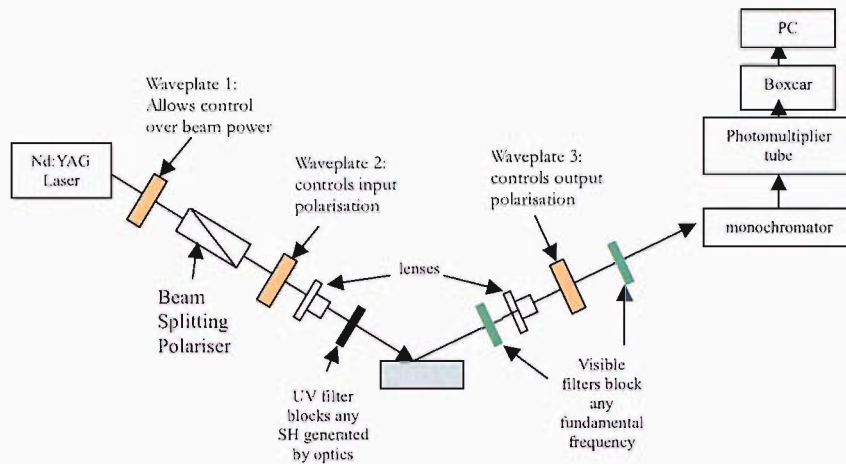 PC
Boxcar
Photomultiplier
tube
monochromator
Waveplate 1:
Allows control
over beam power
Nd:YAG
Laser
Waveplate 2:
controls input
polarisation
Waveplate 3:
controls output
polarisation
lenses
Beam
Splitting
Polariser
UV filter
blocks any
SH generated
by optics
Visible
filters block
any
fundamental
frequency